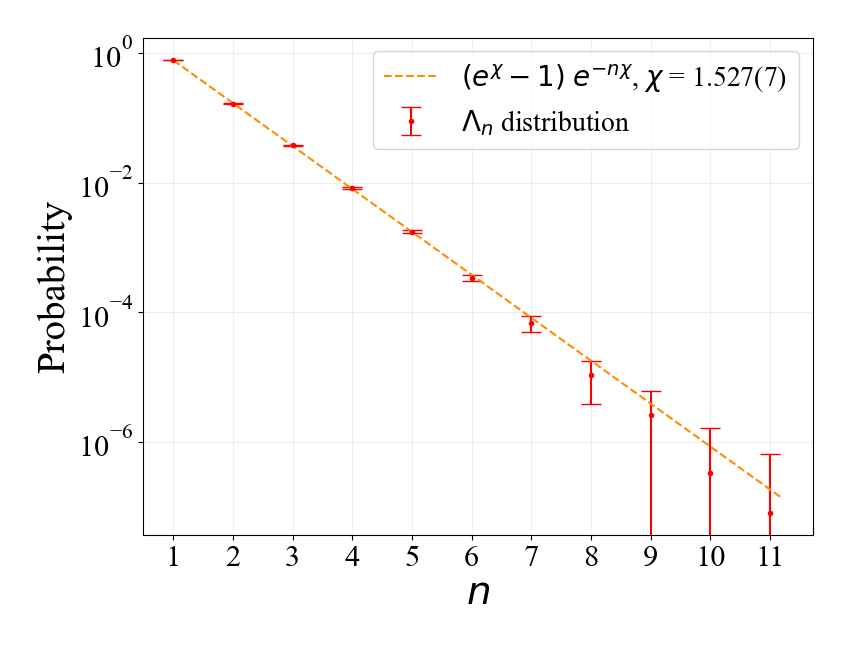 (e^χ − 1) e^{−nχ}, χ = 1.527(7)
Λ_n distribution
Probability
10^0
10^{−2}
10^{−4}
10^{−6}
1 2 3 4 5 6 7 8 9 10 11
n